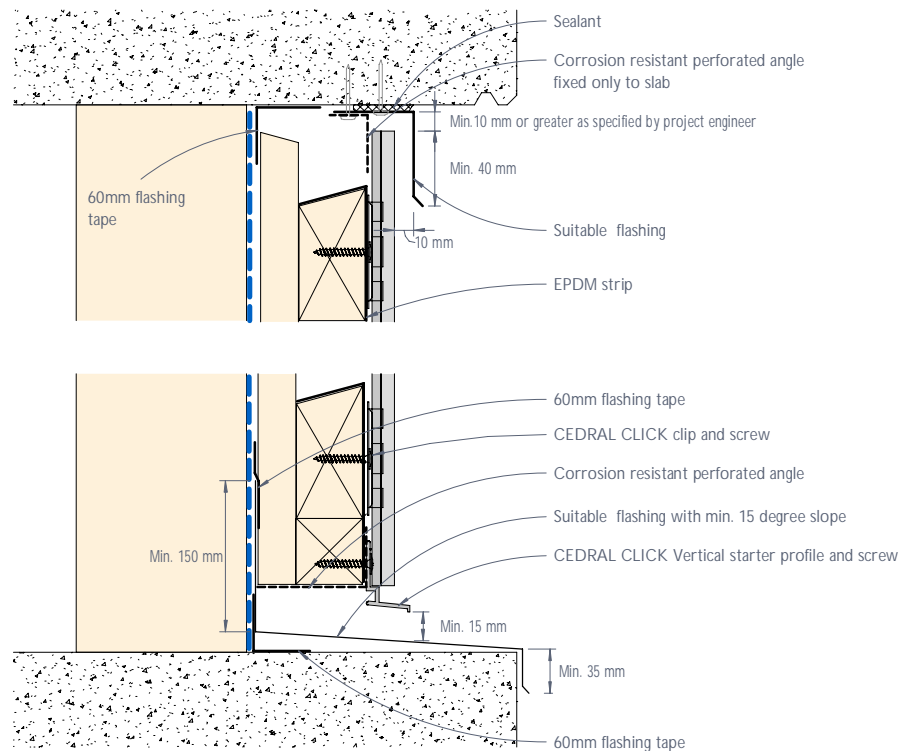 Sealant
Corrosion resistant perforated angle
fixed only to slab
Min.10 mm or greater as specified by project engineer
Min. 40 mm
60mm flashing
tape
Suitable flashing
10 mm
EPDM strip
60mm flashing tape
CEDRAL CLICK clip and screw
Corrosion resistant perforated angle
Suitable flashing with min. 15 degree slope
Min. 150 mm
CEDRAL CLICK Vertical starter profile and screw
Min. 15 mm
Min. 35 mm
60mm flashing tape